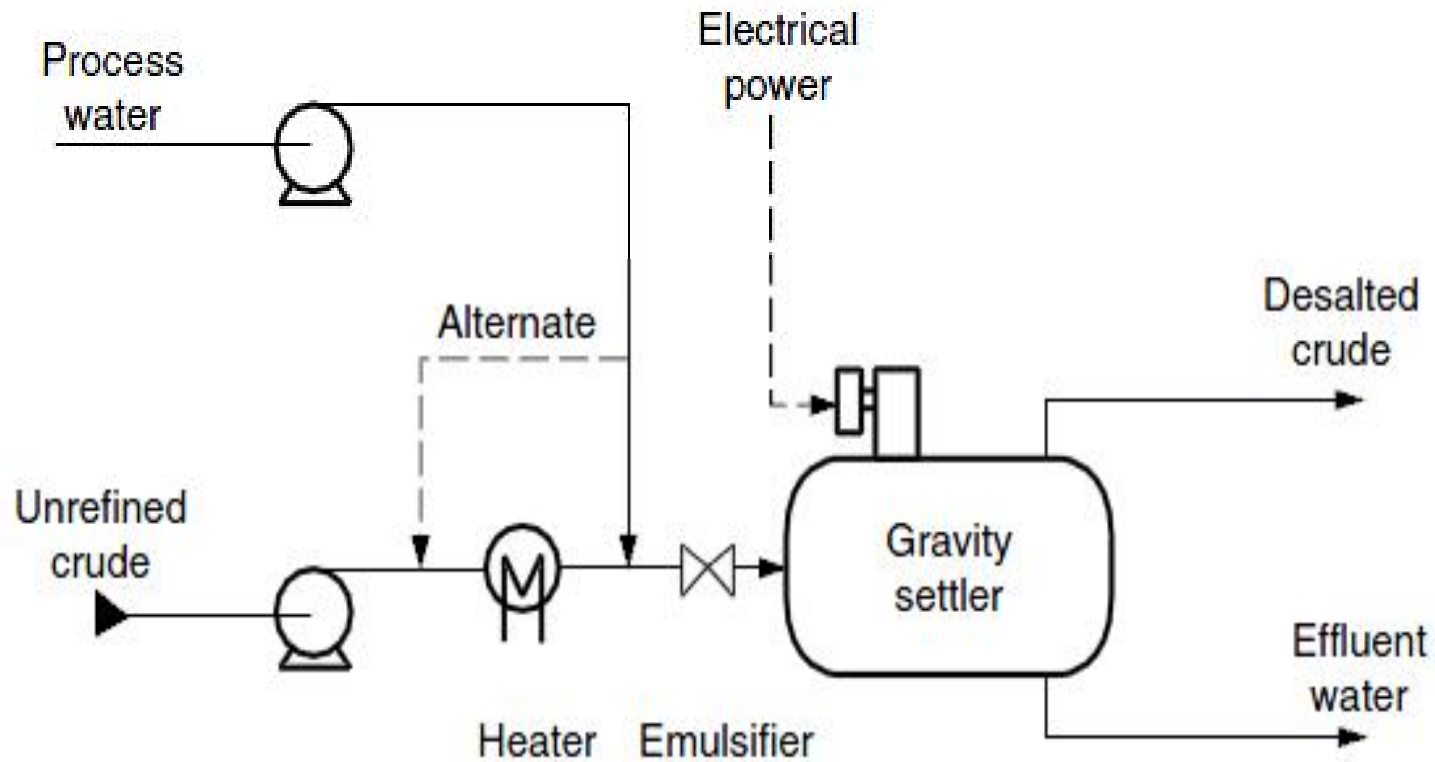 Process
water
Electrical
power
Alternate
Desalted
crude
Unrefined
crude
Gravity
settler
Effluent
water
Heater
Emulsifier